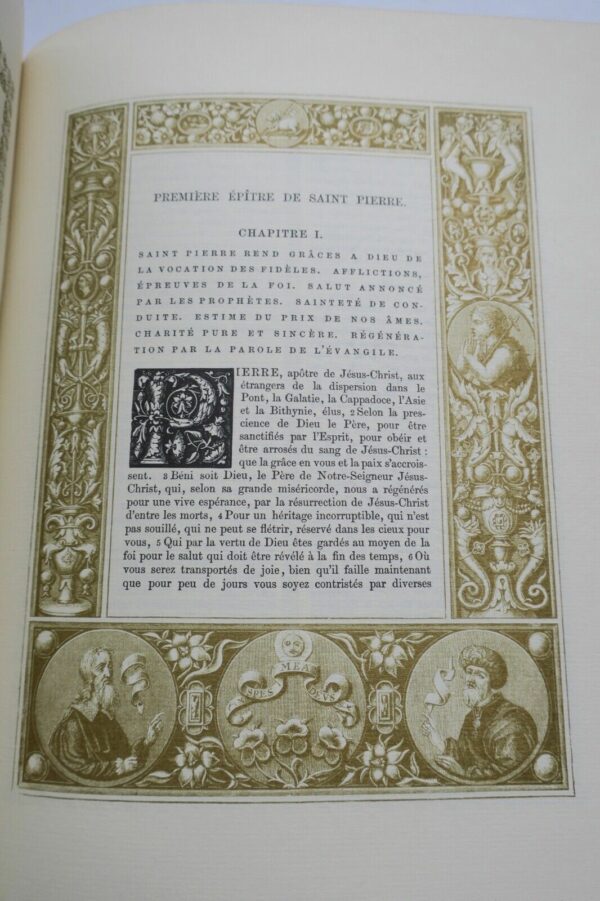 PREMIÈRE ÉPÎTRE DE SAINT PIERRE.
CHAPITRE I.
SAINT PIERRE REND GRÂCES A DIEU DE
LA VOCATION DES FIDÈLES. AFFLICTIONS,
ÉPREUVES DE LA FOI. SALUT ANNONCÉ
PAR LES PROPHÈTES. SAINTETÉ DE CON-
DUITE. ESTIME DU PRIX DE NOS ÂMES.
CHARITÉ PURE ET SINCÈRE. RÉGÉNÉRA-
TION PAR LA PAROLE DE L'ÉVANGILE.
PIERRE, apôtre de Jésus-Christ, aux
étrangers de la dispersion dans le
Pont, la Galatie, la Cappadoce, l'Asie
et la Bithynie, élus, 2 Selon la pres-
cience de Dieu le Père, pour être
sanctifiés par l'Esprit, pour obéir et
être arrosés du sang de Jésus-Christ :
que la grâce en vous et la paix s'accrois-
sent. 3 Béni soit Dieu, le Père de Notre-Seigneur Jésus-
Christ, qui, selon sa grande miséricorde, nous a régénérés
pour une vive espérance, par la résurrection de Jésus-Christ
d'entre les morts, 4 Pour un héritage incorruptible, qui n'est
pas souillé, qui ne peut se flétrir, réservé dans les cieux pour
vous, 5 Qui par la vertu de Dieu êtes gardés au moyen de la
foi pour le salut qui doit être révélé à la fin des temps, 6 Où
vous serez transportés de joie, bien qu'il faille maintenant
que pour peu de jours vous soyez contristés par diverses
MEA
SPES DEVS